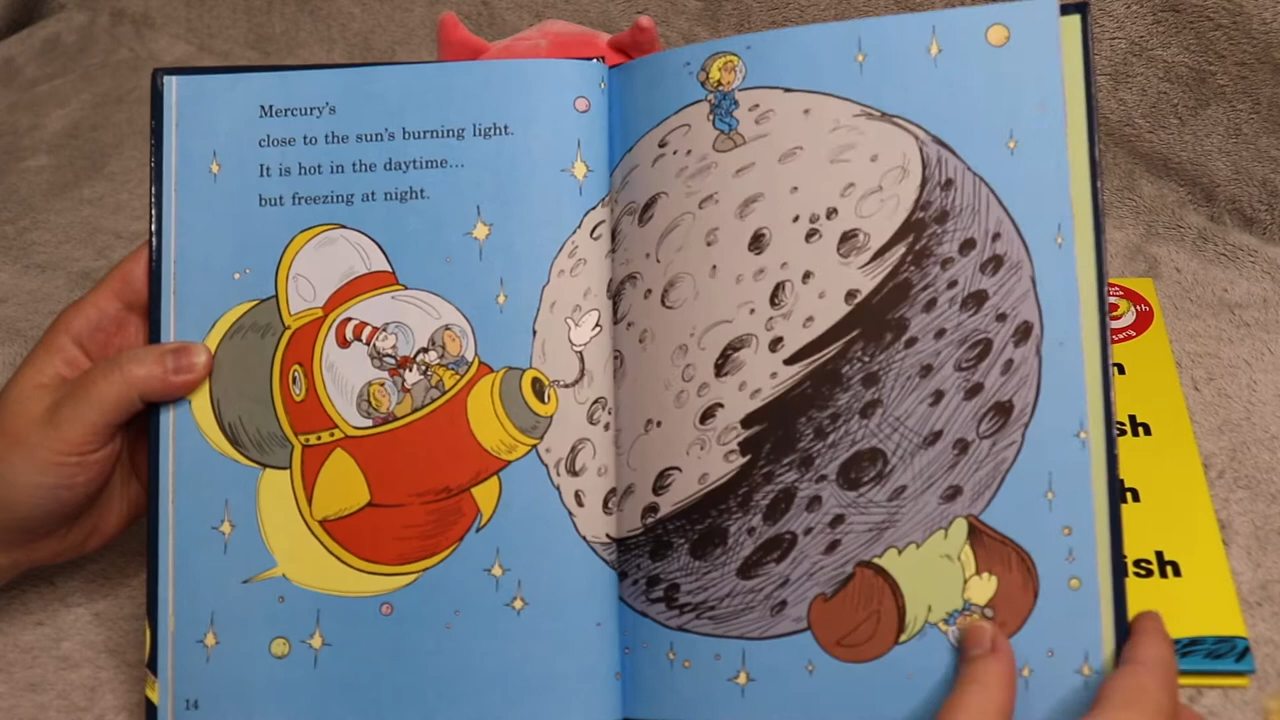 Mercury's
close to the sun's burning light.
It is hot in the daytime...
but freezing at night.
14
th
sh
h
ish